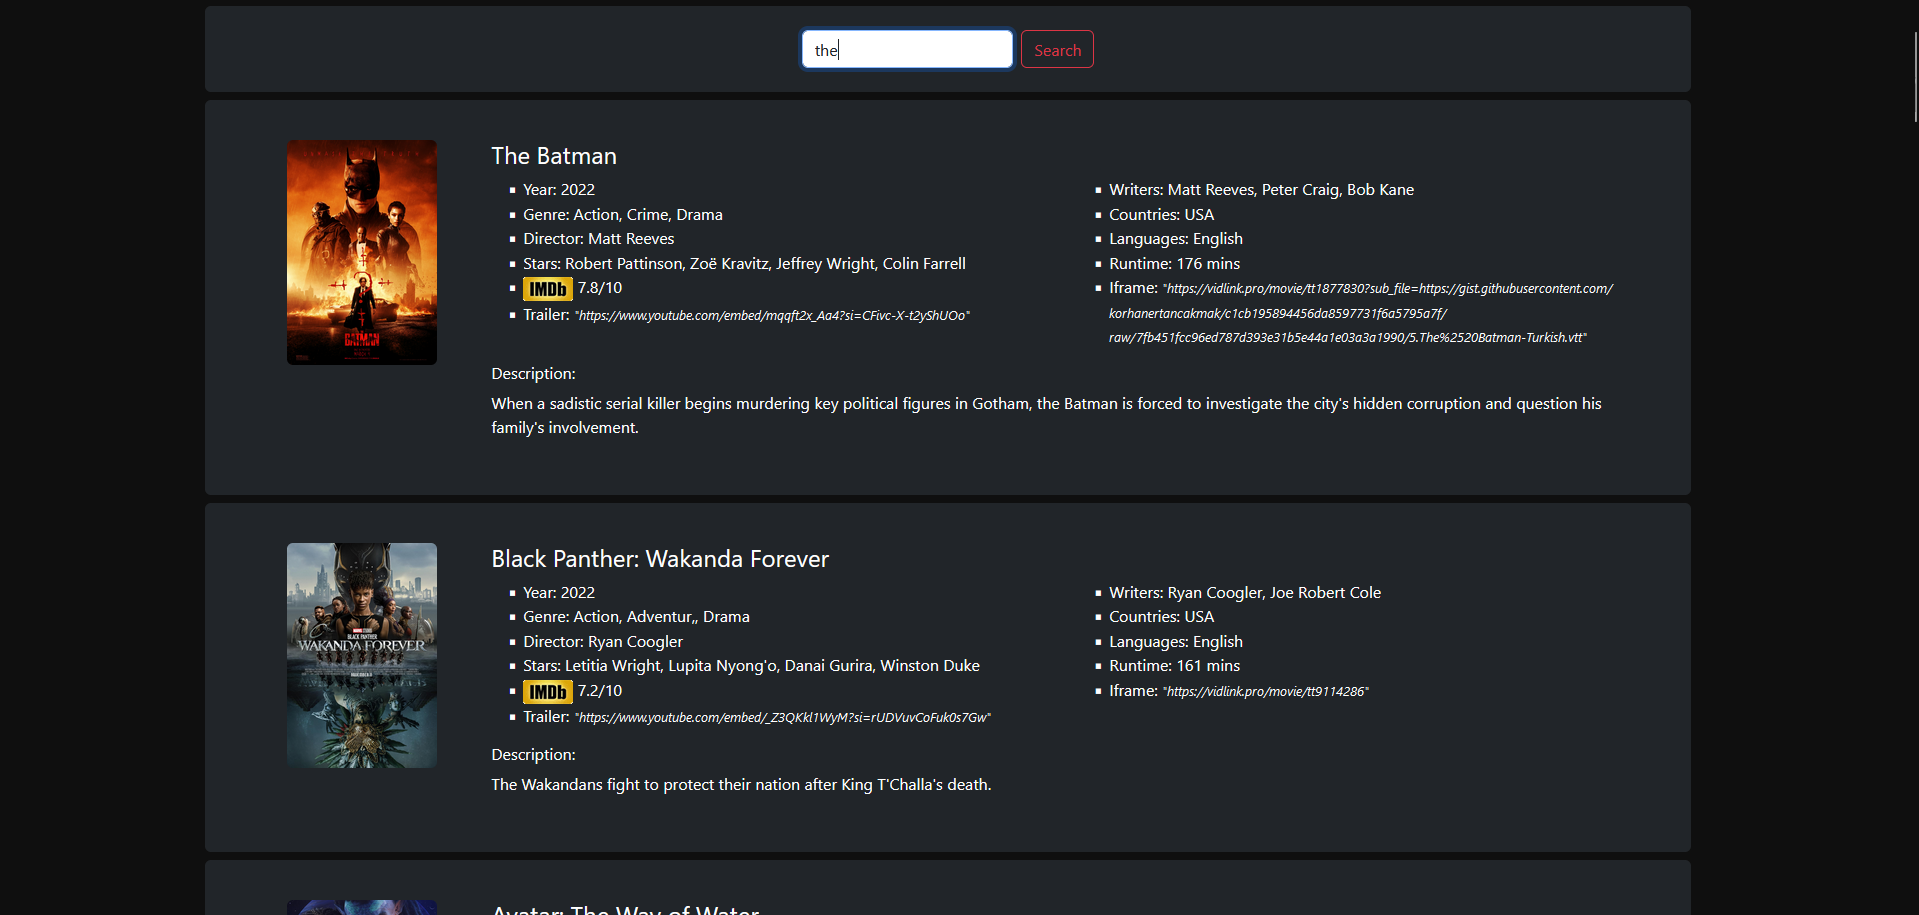 the
Search
The Batman
Year: 2022
Genre: Action, Crime, Drama
Director: Matt Reeves
Stars: Robert Pattinson, Zoë Kravitz, Jeffrey Wright, Colin Farrell
IMDb 7.8/10
Trailer: "https://www.youtube.com/embed/mqqft2x_Aa4?si=CFivc-X-t2yShUOo"
Writers: Matt Reeves, Peter Craig, Bob Kane
Countries: USA
Languages: English
Runtime: 176 mins
Iframe: "https://vidlink.pro/movie/tt1877830?sub_file=https://gist.githubusercontent.com/
korhanertancakmak/c1cb195894456da8597731f6a5795a7f/
raw/7fb451fcc96ed787d393e31b5e44a1e03a3a1990/5.The%2520Batman-Turkish.vtt"
Description:
When a sadistic serial killer begins murdering key political figures in Gotham, the Batman is forced to investigate the city's hidden corruption and question his
family's involvement.
BATMAN
Black Panther: Wakanda Forever
Year: 2022
Genre: Action, Adventur,, Drama
Director: Ryan Coogler
Stars: Letitia Wright, Lupita Nyong'o, Danai Gurira, Winston Duke
IMDb 7.2/10
Trailer: "https://www.youtube.com/embed/_Z3QKkl1WyM?si=rUDVuvCoFuk0s7Gw"
Writers: Ryan Coogler, Joe Robert Cole
Countries: USA
Languages: English
Runtime: 161 mins
Iframe: "https://vidlink.pro/movie/tt9114286"
Description:
The Wakandans fight to protect their nation after King T'Challa's death.
BLACK PANTHER
WAKANDA FOREVER
Avatar: The Way of Water